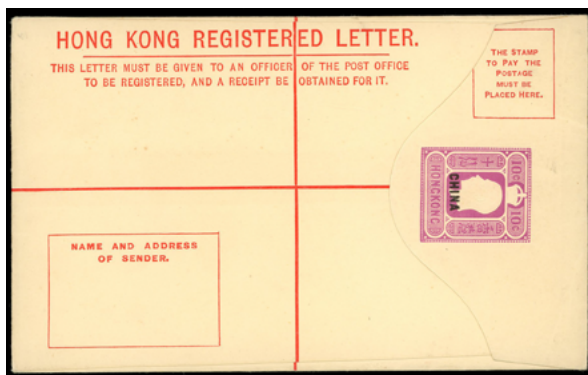 HONG KONG REGISTERED LETTER.
THIS LETTER MUST BE GIVEN TO AN OFFICER OF THE POST OFFICE
TO BE REGISTERED, AND A RECEIPT BE OBTAINED FOR IT.
THE STAMP
TO PAY THE
POSTAGE
MUST BE
PLACED HERE.
10C
10C
CHINA
HONGKONG
NAME AND ADDRESS
OF SENDER.